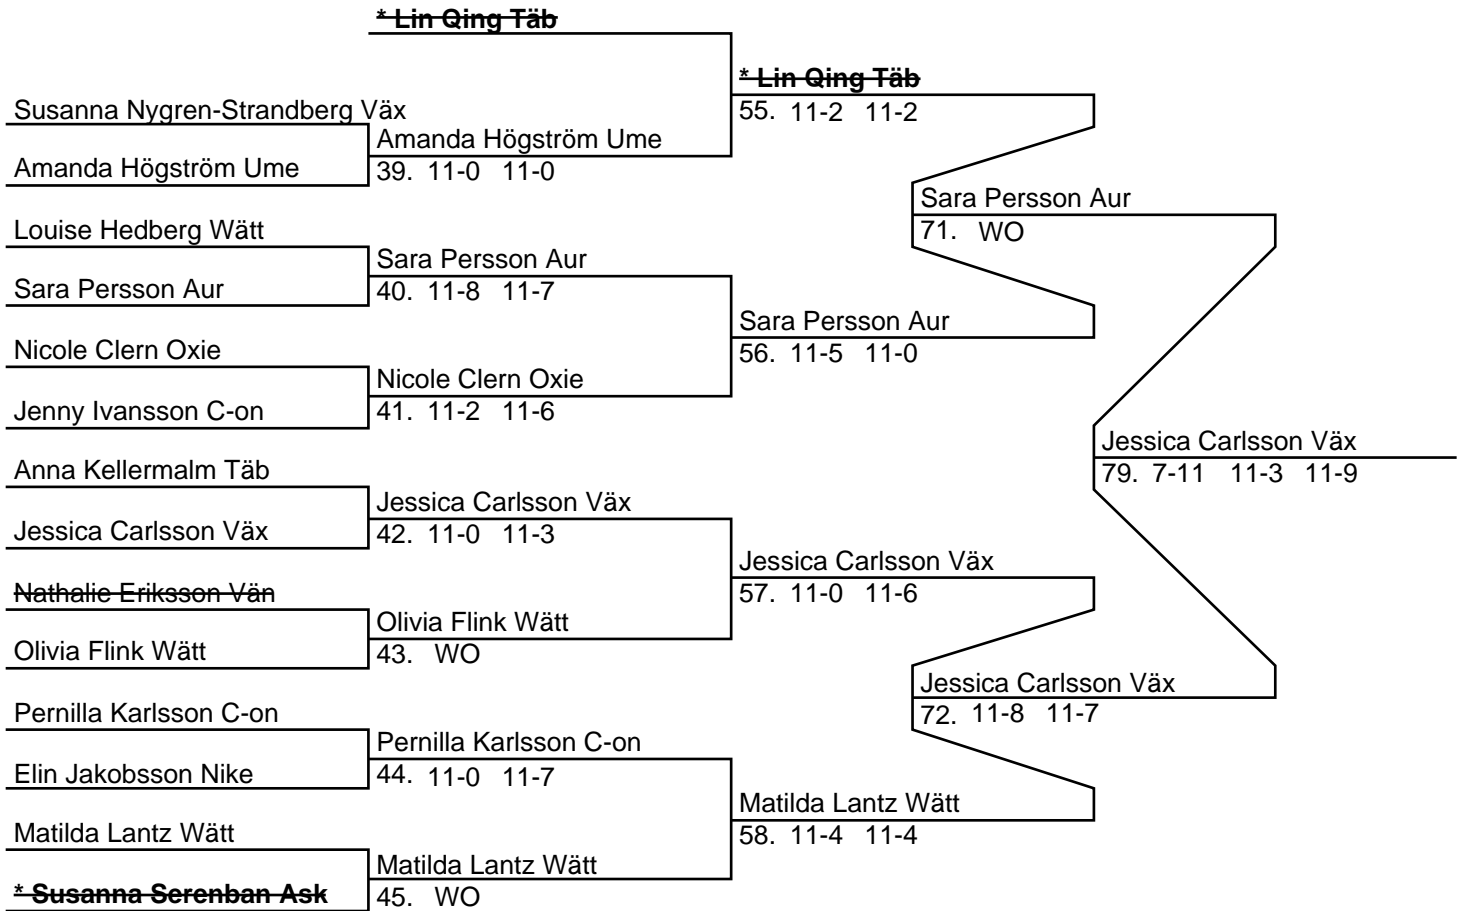 * Lin Qing Täb
* Lin Qing Täb
55. 11-2 11-2
Susanna Nygren-Strandberg Väx
Amanda Högström Ume
39. 11-0 11-0
Amanda Högström Ume
Sara Persson Aur
71. WO
Louise Hedberg Wätt
Sara Persson Aur
40. 11-8 11-7
Sara Persson Aur
Sara Persson Aur
56. 11-5 11-0
Nicole Clern Oxie
Nicole Clern Oxie
41. 11-2 11-6
Jenny Ivansson C-on
Jessica Carlsson Väx
79. 7-11 11-3 11-9
Anna Kellermalm Täb
Jessica Carlsson Väx
42. 11-0 11-3
Jessica Carlsson Väx
Jessica Carlsson Väx
57. 11-0 11-6
Nathalie Eriksson Vän
Olivia Flink Wätt
43. WO
Olivia Flink Wätt
Jessica Carlsson Väx
72. 11-8 11-7
Pernilla Karlsson C-on
Pernilla Karlsson C-on
44. 11-0 11-7
Elin Jakobsson Nike
Matilda Lantz Wätt
58. 11-4 11-4
Matilda Lantz Wätt
Matilda Lantz Wätt
45. WO
* Susanna Serenban Ask